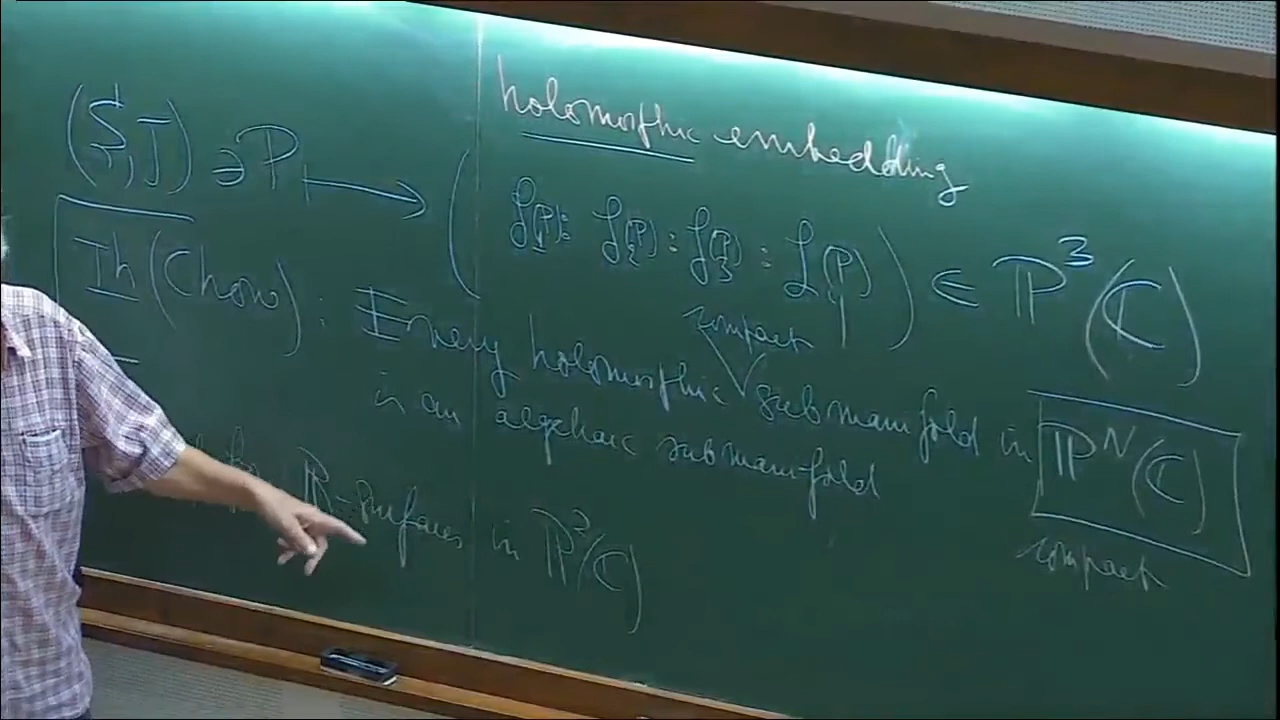 holomorphic embedding
(S, J) ∋ P ⟼ (f₁(P) : f₂(P) : f₃(P) : f₄(P)) ∈ ℙ³(ℂ)
Th (Chow) : Every holomorphic compact submanifold in ℙᴺ(ℂ)
is an algebraic submanifold
compact
R-surfaces in ℙ³(ℂ)